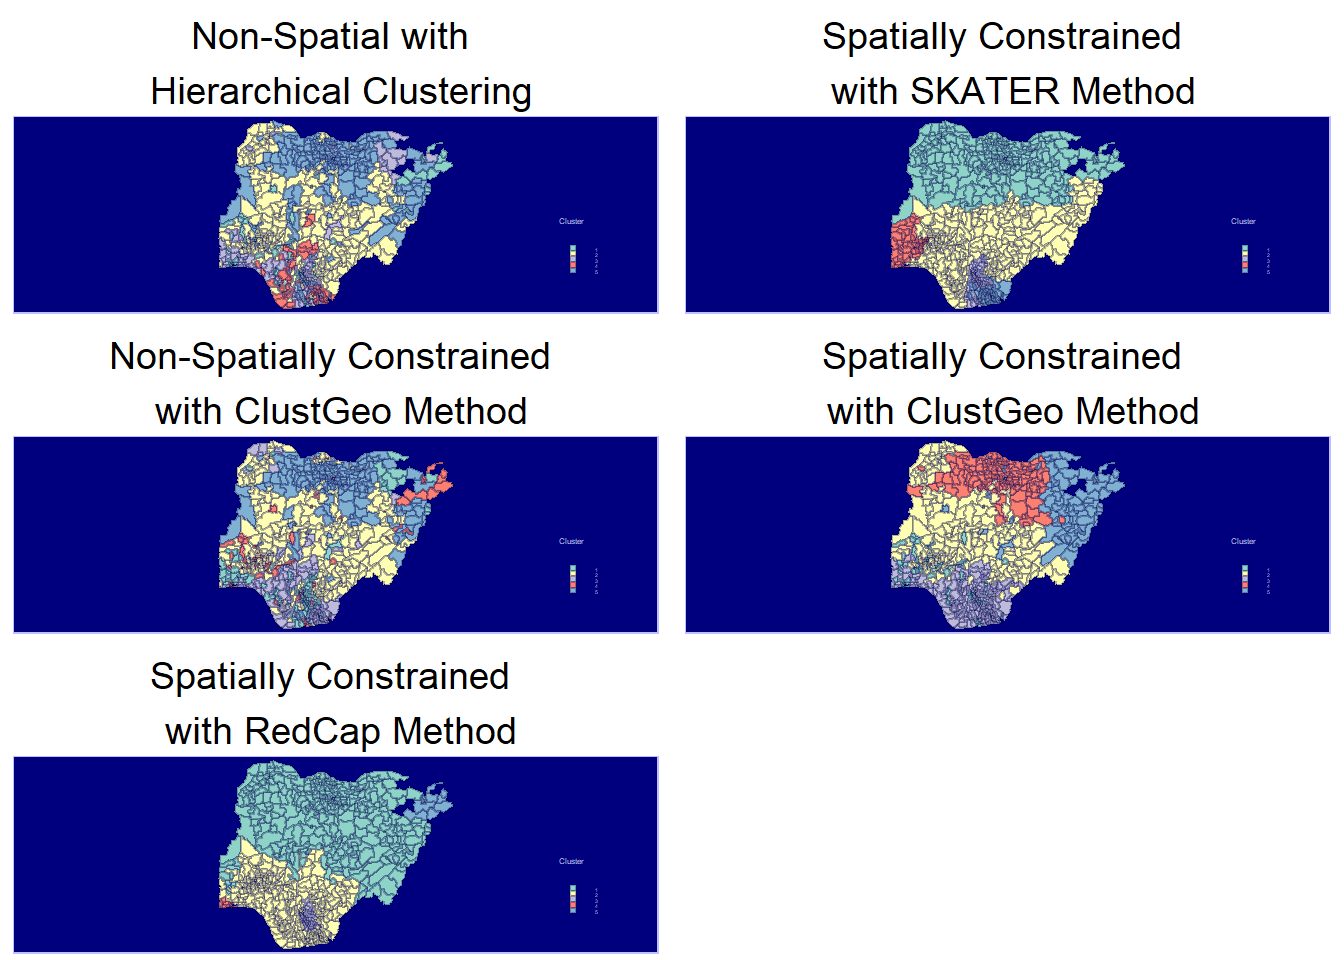 Non-Spatial with
Hierarchical Clustering
Spatially Constrained
with SKATER Method
Cluster
1
2
3
4
5
Cluster
1
2
3
4
5
Non-Spatially Constrained
with ClustGeo Method
Spatially Constrained
with ClustGeo Method
Cluster
1
2
3
4
5
Cluster
1
2
3
4
5
Spatially Constrained
with RedCap Method
Cluster
1
2
3
4
5